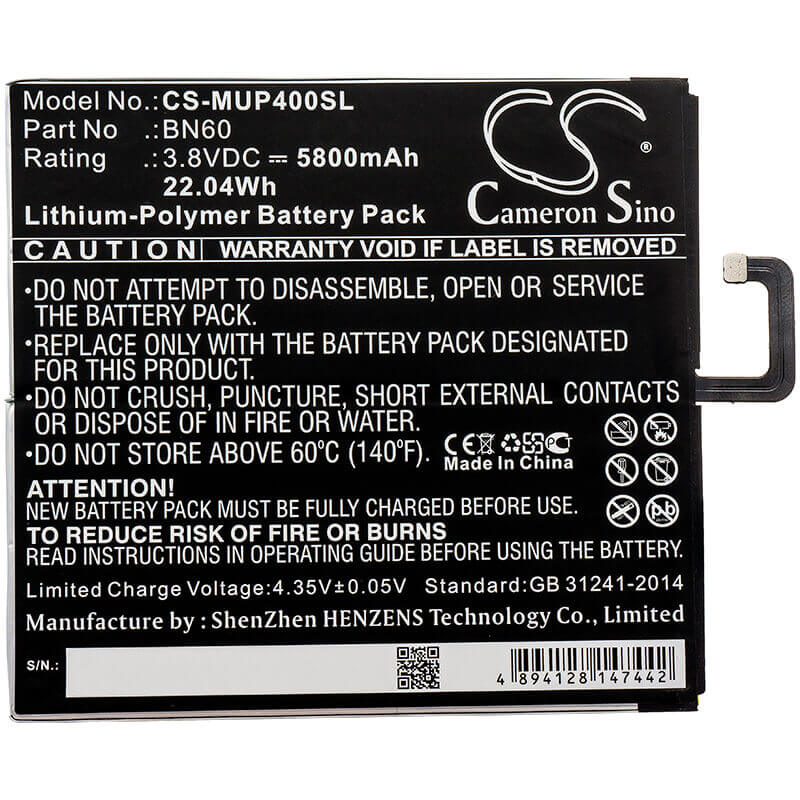 Model No.: CS-MUP400SL
Part No .: BN60
Rating : 3.8VDC ⎓ 5800mAh
22.04Wh
Lithium-Polymer Battery Pack
CS ®
Cameron Sino
CAUTION WARRANTY VOID IF LABEL IS REMOVED
•DO NOT ATTEMPT TO DISASSEMBLE, OPEN OR SERVICE
THE BATTERY PACK.
•REPLACE ONLY WITH THE BATTERY PACK DESIGNATED
FOR THIS PRODUCT.
•DO NOT CRUSH, PUNCTURE, SHORT EXTERNAL CONTACTS
OR DISPOSE OF IN FIRE OR WATER.
•DO NOT STORE ABOVE 60°C (140°F).
CE PCT
Made In China
Pb
ATTENTION!
NEW BATTERY PACK MUST BE FULLY CHARGED BEFORE USE.
TO REDUCE RISK OF FIRE OR BURNS
READ INSTRUCTIONS IN OPERATING GUIDE BEFORE USE.
Limited Charge Voltage:4.35V±0.05V Standard:GB 31241-2014
Manufacture by : ShenZhen HENZENS Technology Co., Limited
S/N.:
4 894128 147442